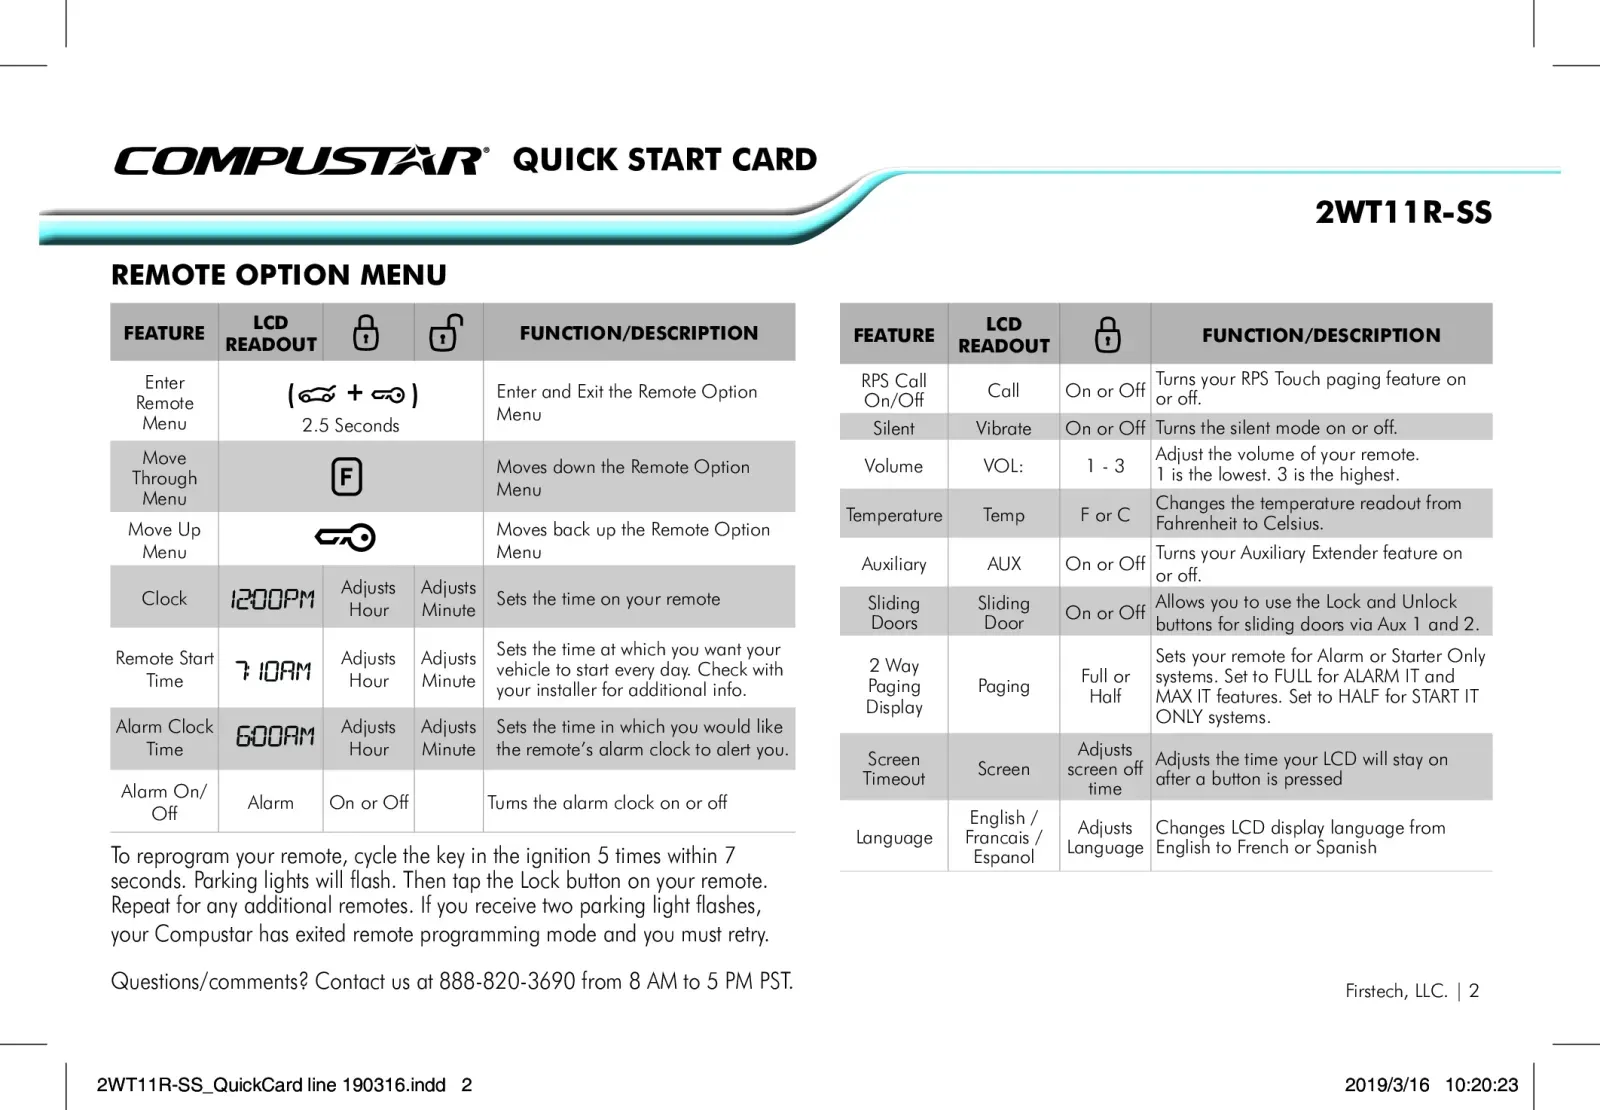 COMPUSTAR® QUICK START CARD
2WT11R-SS
REMOTE OPTION MENU
FEATURE
LCD
READOUT
FUNCTION/DESCRIPTION
Enter
Remote
Menu
( + )
2.5 Seconds
Enter and Exit the Remote Option
Menu
Move
Through
Menu
F
Moves down the Remote Option
Menu
Move Up
Menu
Moves back up the Remote Option
Menu
Clock
12:00PM
Adjusts
Hour
Adjusts
Minute
Sets the time on your remote
Remote Start
Time
7:10AM
Adjusts
Hour
Adjusts
Minute
Sets the time at which you want your
vehicle to start every day. Check with
your installer for additional info.
Alarm Clock
Time
6:00AM
Adjusts
Hour
Adjusts
Minute
Sets the time in which you would like
the remote’s alarm clock to alert you.
Alarm On/
Off
Alarm
On or Off
Turns the alarm clock on or off
To reprogram your remote, cycle the key in the ignition 5 times within 7
seconds. Parking lights will flash. Then tap the Lock button on your remote.
Repeat for any additional remotes. If you receive two parking light flashes,
your Compustar has exited remote programming mode and you must retry.
Questions/comments? Contact us at 888-820-3690 from 8 AM to 5 PM PST.
FEATURE
LCD
READOUT
FUNCTION/DESCRIPTION
RPS Call
On/Off
Call
On or Off
Turns your RPS Touch paging feature on
or off.
Silent
Vibrate
On or Off
Turns the silent mode on or off.
Volume
VOL:
1 - 3
Adjust the volume of your remote.
1 is the lowest. 3 is the highest.
Temperature
Temp
F or C
Changes the temperature readout from
Fahrenheit to Celsius.
Auxiliary
AUX
On or Off
Turns your Auxiliary Extender feature on
or off.
Sliding
Doors
Sliding
Door
On or Off
Allows you to use the Lock and Unlock
buttons for sliding doors via Aux 1 and 2.
2 Way
Paging
Display
Paging
Full or
Half
Sets your remote for Alarm or Starter Only
systems. Set to FULL for ALARM IT and
MAX IT features. Set to HALF for START IT
ONLY systems.
Screen
Timeout
Screen
Adjusts
screen off
time
Adjusts the time your LCD will stay on
after a button is pressed
Language
English /
Francais /
Espanol
Adjusts
Language
Changes LCD display language from
English to French or Spanish
Firstech, LLC. | 2
2WT11R-SS_QuickCard line 190316.indd 2
2019/3/16 10:20:23